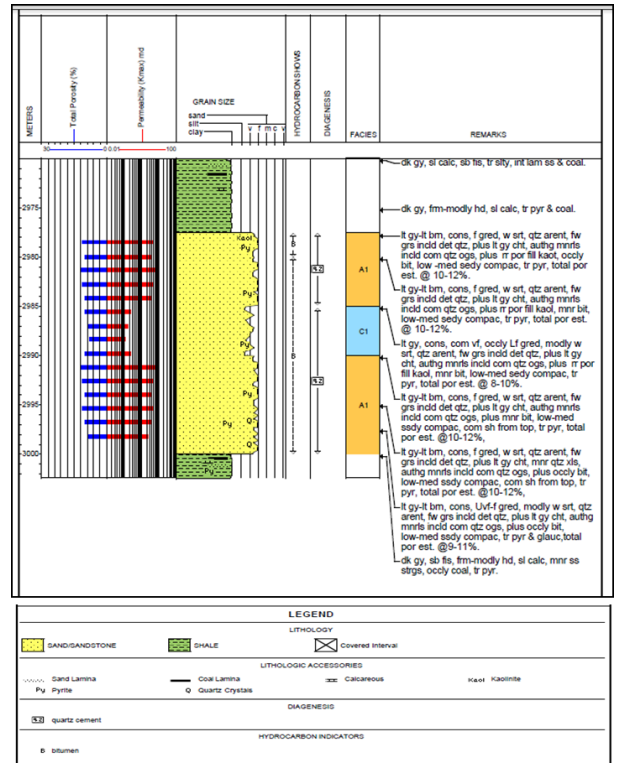 METERS
Total Porosity (%)
Permeability (Kmax) md
GRAIN SIZE
sand
silt
clay
v f m c v
HYDROCARBON SHOWS
DIAGENESIS
FACIES
REMARKS
30 0 0.01 100
dk gy, sl calc, sb fis, tr slty, int lam ss & coal.
2975
dk gy, frm-modly hd, sl calc, tr pyr & coal.
Kaol
Py
B
2980
A1
lt gy-lt brn, cons, f gred, w srt, qtz arent, fw
grs incld det qtz, plus lt gy cht, authg mnrls
incld com qtz ogs, plus rr por fill kaol, occly
bit, low -med sedy compac, tr pyr, total por
est. @ 10-12%.
Py
2985
lt gy-lt brn, cons, f gred, w srt, qtz arent, fw
grs incld det qtz, plus lt gy cht, authg mnrls
incld com qtz ogs, plus rr por fill kaol, mnr bit,
low-med sedy compac, tr pyr, total por est.
@ 10-12%.
Py
C1
2990
B
lt gy, cons, com vf, occly Lf gred, modly w
srt, qtz arent, fw grs incld det qtz, plus lt gy
cht, authg mnrls incld com qtz ogs, plus rr por
fill kaol, mnr bit, low-med sedy compac, tr
pyr, total por est. @ 8-10%.
Py
2995
A1
lt gy-lt brn, cons, f gred, w srt, qtz arent, fw
grs incld det qtz, plus lt gy cht, authg mnrls
incld com qtz ogs, plus mnr bit, low-med
ssdy compac, com sh from top, tr pyr, total
por est. @10-12%,
Py
Q
Q
3000
lt gy-lt brn, cons, f gred, w srt, qtz arent, fw
grs incld det qtz, plus lt gy cht, mnr qtz xls,
authg mnrls incld com qtz ogs, plus occly bit,
low-med ssdy compac, com sh from top, tr
pyr, total por est. @10-12%,
Py
lt gy-lt brn, cons, Uvf-f gred, modly w srt, qtz
arent, fw grs incld det qtz, plus lt gy cht, authg
mnrls incld com qtz ogs, plus occly bit,
low-med ssdy compac, tr pyr & glauc,total
por est. @9-11%.
dk gy, sb fis, frm-modly hd, sl calc, mnr ss
strgs, occly coal, tr pyr.
LEGEND
LITHOLOGY
SAND/SANDSTONE SHALE Covered Interval
LITHOLOGIC ACCESSORIES
Sand Lamina Coal Lamina Calcareous Kaol Kaolinite
Py Pyrite Q Quartz Crystals
DIAGENESIS
quartz cement
HYDROCARBON INDICATORS
B bitumen